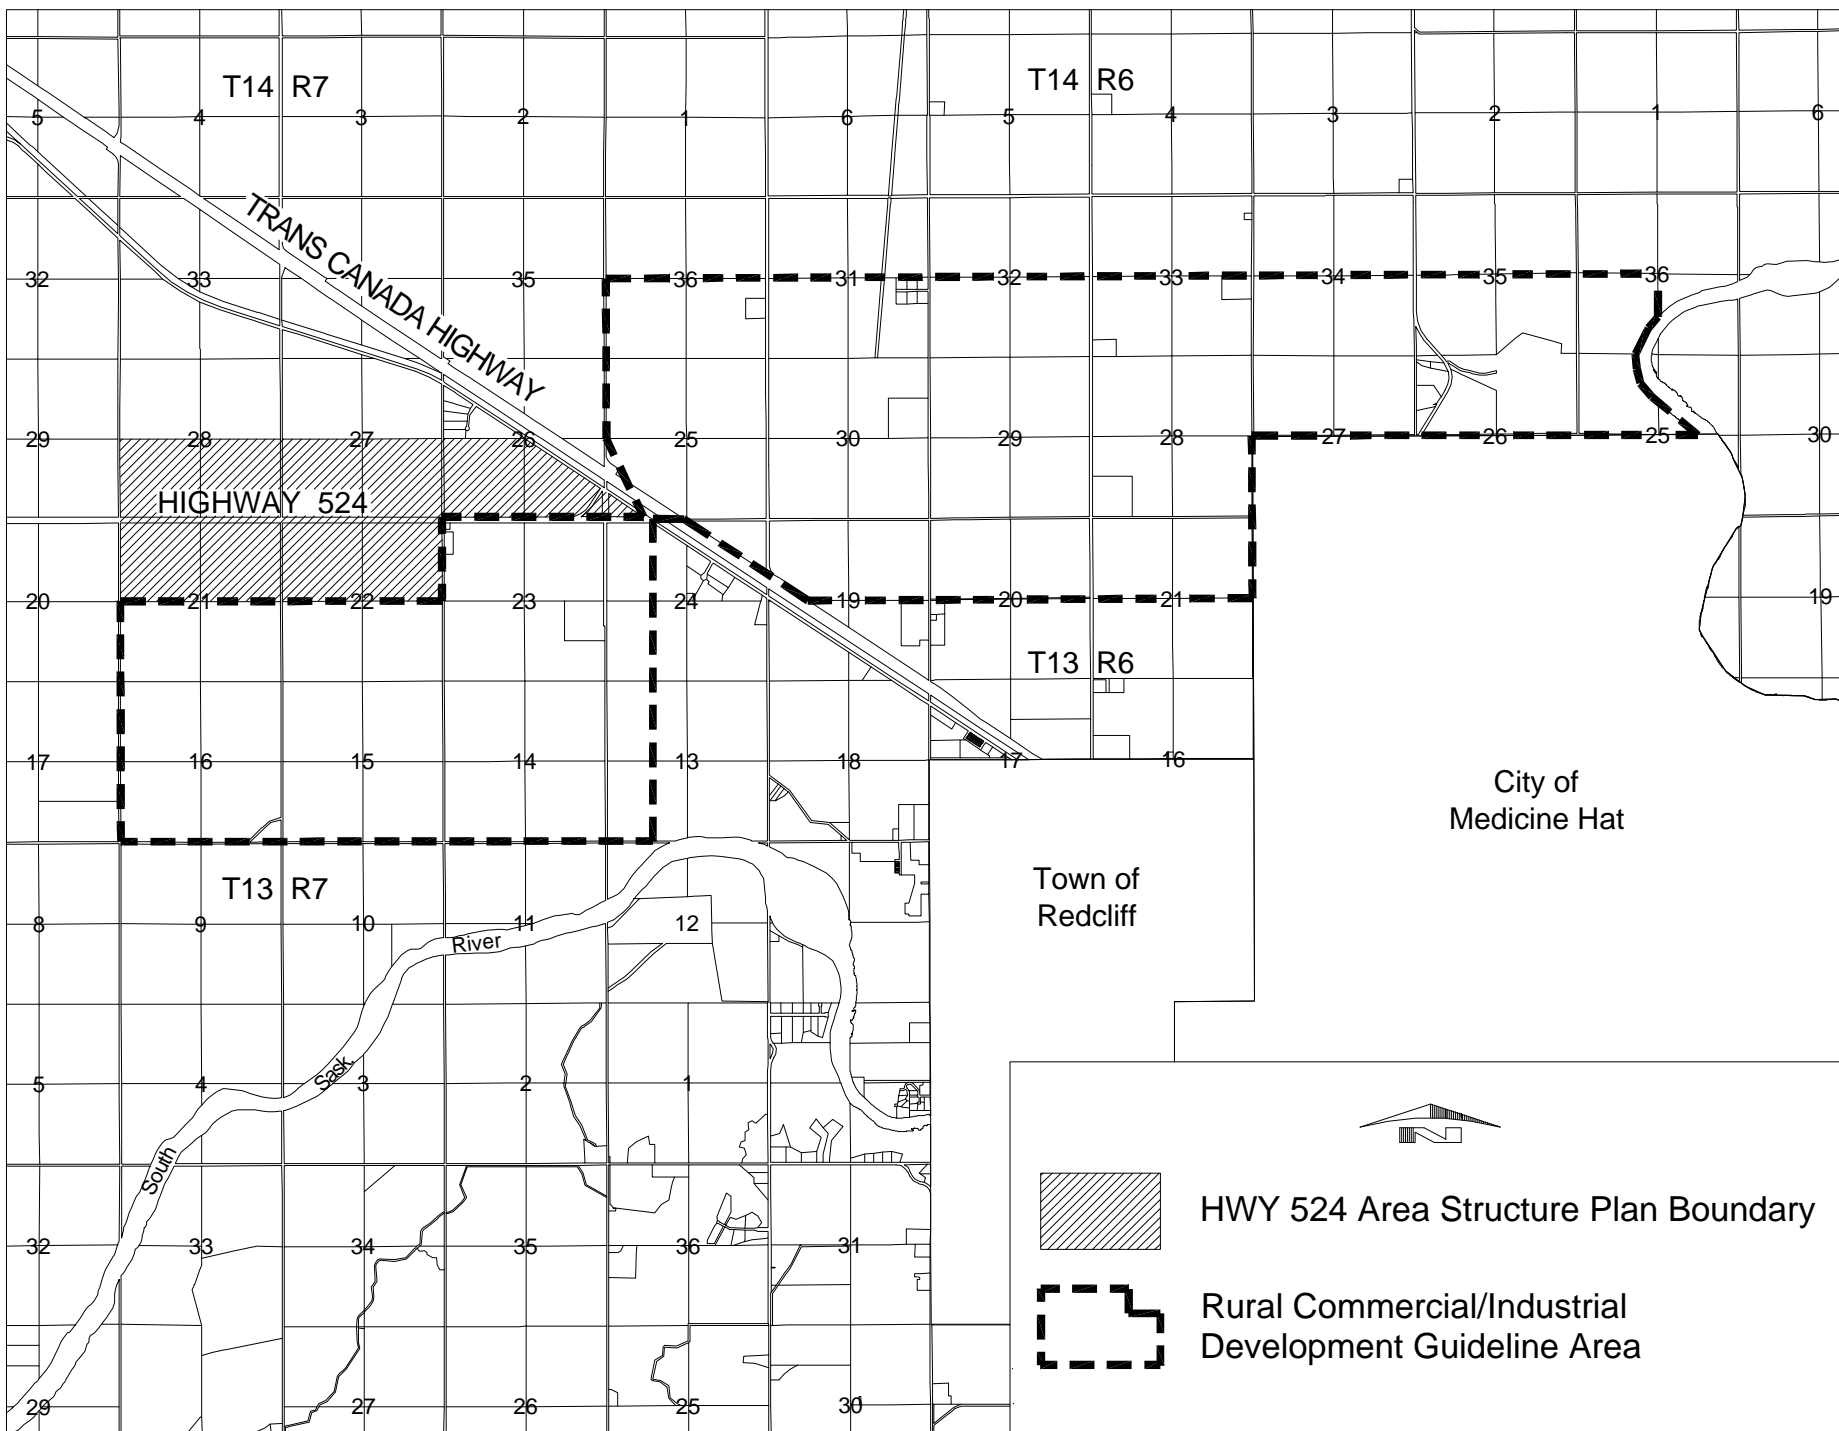 T14 R7
T14 R6
5 4 3 2 1 6 5 4 3 2 1 6
TRANS CANADA HIGHWAY
32 33 35 36 31 32 33 34 35 36
29 28 27 26 25 30 29 28 27 26 25 30
HIGHWAY 524
20 21 22 23 24 19 20 21 19
T13 R6
17 16 15 14 13 18 17 16
City of
Medicine Hat
Town of
Redcliff
T13 R7
8 9 10 11 12
River
5 4 3 2 1
Sask.
South
32 33 34 35 36 31
29 27 26 25 30
HWY 524 Area Structure Plan Boundary
Rural Commercial/Industrial
Development Guideline Area
N